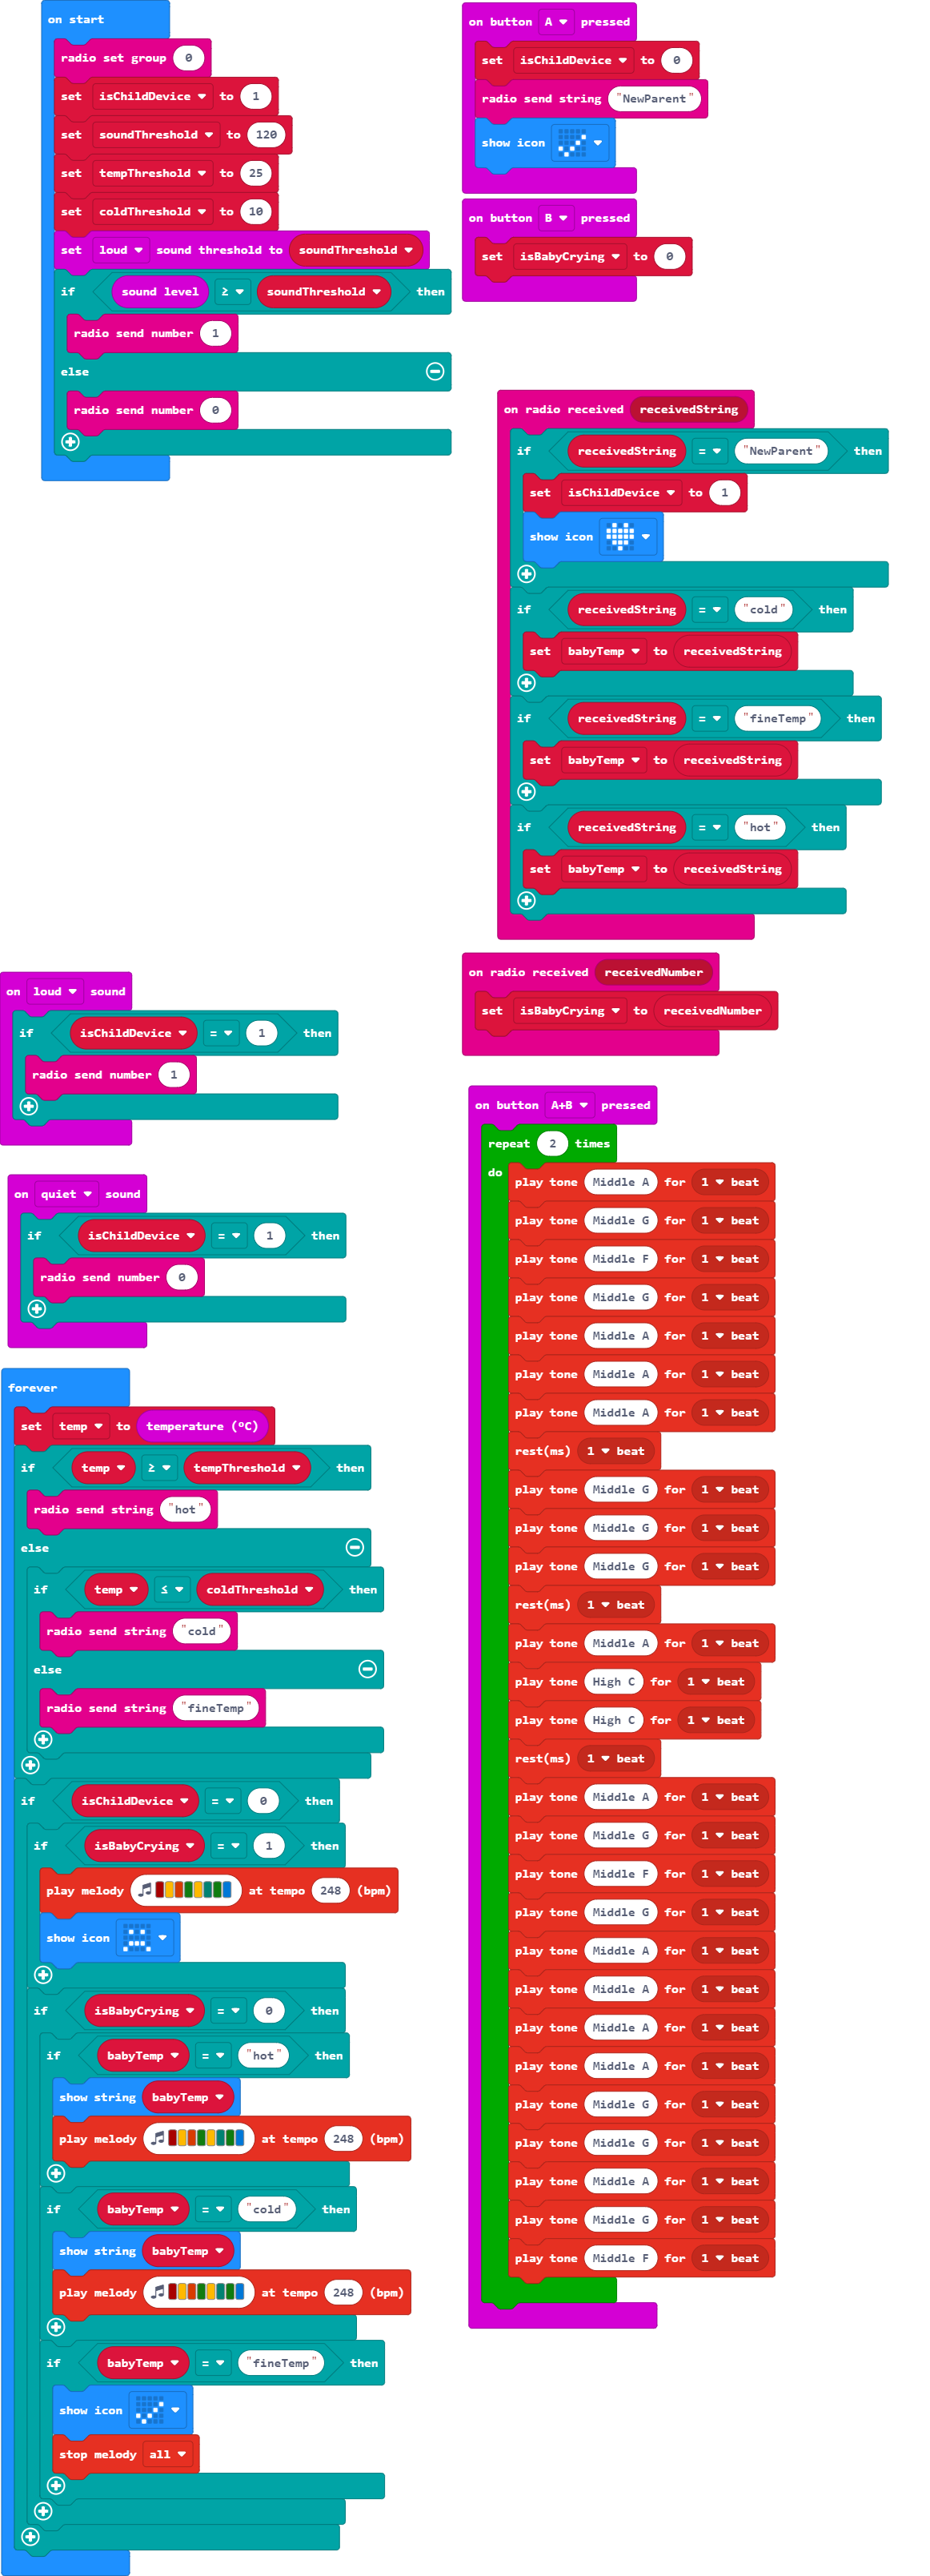 on start
radio set group 0
set isChildDevice to 1
set soundThreshold to 120
set tempThreshold to 25
set coldThreshold to 10
set loud sound threshold to soundThreshold
if sound level ≥ soundThreshold then
radio send number 1
else
radio send number 0
on button A pressed
set isChildDevice to 0
radio send string "NewParent"
show icon
on button B pressed
set isBabyCrying to 0
on radio received receivedString
if receivedString = "NewParent" then
set isChildDevice to 1
show icon
if receivedString = "cold" then
set babyTemp to receivedString
if receivedString = "fineTemp" then
set babyTemp to receivedString
if receivedString = "hot" then
set babyTemp to receivedString
on radio received receivedNumber
set isBabyCrying to receivedNumber
on loud sound
if isChildDevice = 1 then
radio send number 1
on quiet sound
if isChildDevice = 1 then
radio send number 0
forever
set temp to temperature (ºC)
if temp ≥ tempThreshold then
radio send string "hot"
else
if temp ≤ coldThreshold then
radio send string "cold"
else
radio send string "fineTemp"
if isChildDevice = 0 then
if isBabyCrying = 1 then
play melody at tempo 248 (bpm)
show icon
if isBabyCrying = 0 then
if babyTemp = "hot" then
show string babyTemp
play melody at tempo 248 (bpm)
if babyTemp = "cold" then
show string babyTemp
play melody at tempo 248 (bpm)
if babyTemp = "fineTemp" then
show icon
stop melody all
on button A+B pressed
repeat 2 times
do
play tone Middle A for 1 beat
play tone Middle G for 1 beat
play tone Middle F for 1 beat
play tone Middle G for 1 beat
play tone Middle A for 1 beat
play tone Middle A for 1 beat
play tone Middle A for 1 beat
rest(ms) 1 beat
play tone Middle G for 1 beat
play tone Middle G for 1 beat
play tone Middle G for 1 beat
rest(ms) 1 beat
play tone Middle A for 1 beat
play tone High C for 1 beat
play tone High C for 1 beat
rest(ms) 1 beat
play tone Middle A for 1 beat
play tone Middle G for 1 beat
play tone Middle F for 1 beat
play tone Middle G for 1 beat
play tone Middle A for 1 beat
play tone Middle A for 1 beat
play tone Middle A for 1 beat
play tone Middle A for 1 beat
play tone Middle G for 1 beat
play tone Middle G for 1 beat
play tone Middle A for 1 beat
play tone Middle G for 1 beat
play tone Middle F for 1 beat